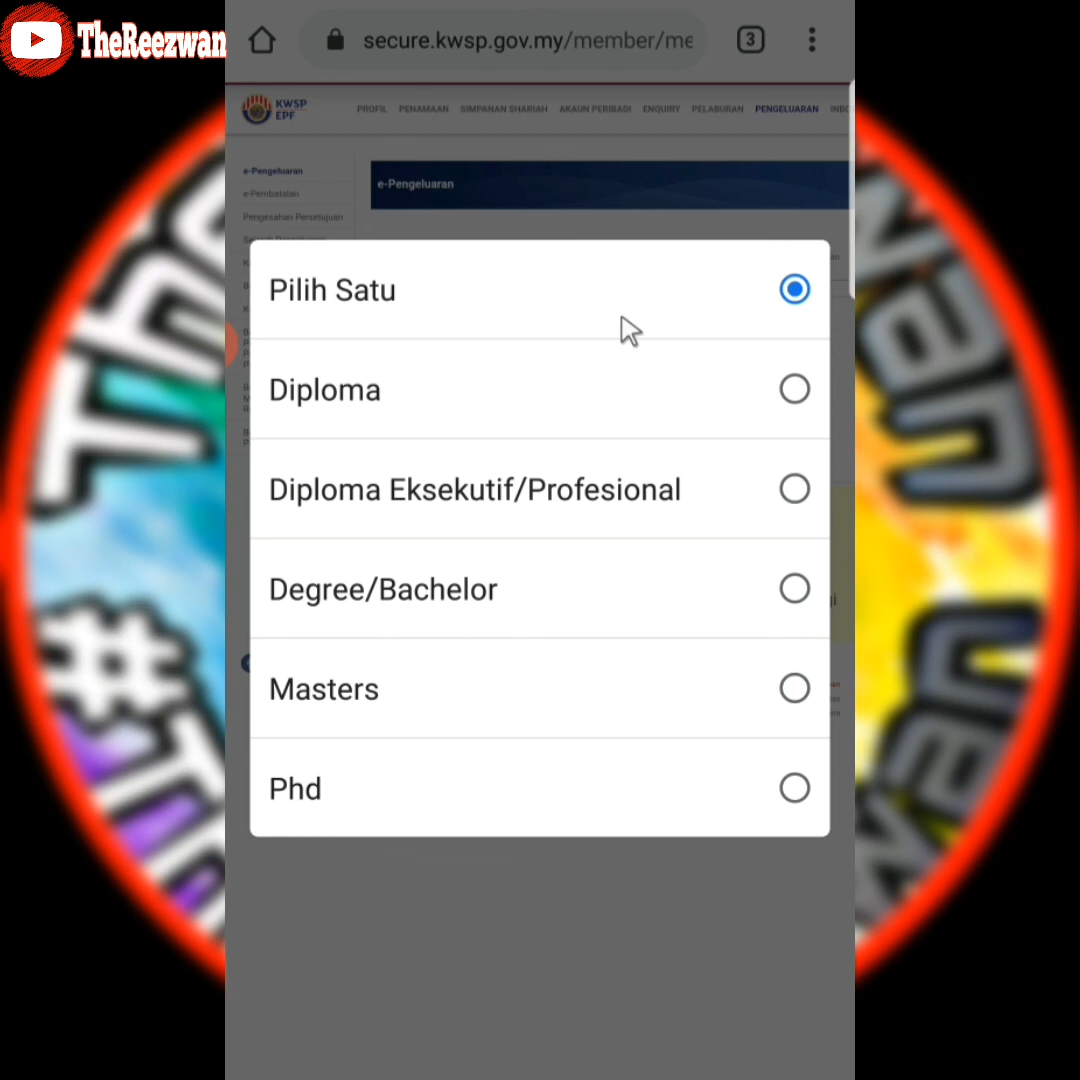 TheReezwan
secure.kwsp.gov.my/member/me
3
KWSP
EPF
PROFIL PENAMAAN SIMPANAN SHARIAH AKAUN PERIBADI ENQUIRY PELABURAN PENGELUARAN
e-Pengeluaran
e-Pembatalan
Pengesahan Persetujuan
e-Pengeluaran
Pilih Satu
Diploma
Diploma Eksekutif/Profesional
Degree/Bachelor
Masters
Phd